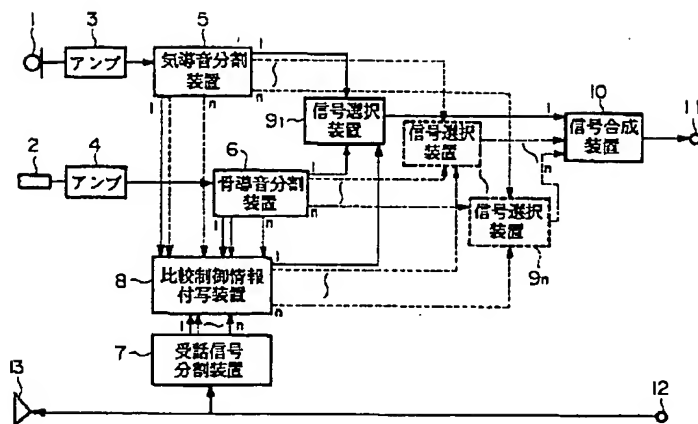 1
3
アンプ
5
気導音分割
装置
1
1
n
1
n
9₁
信号選択
装置
1
10
信号合成
装置
11
信号選択
装置
n
2
4
アンプ
6
骨導音分割
装置
1
n
1
n
信号選択
装置
9n
8
比較制御情報
付写装置
1
n
1
n
7
受話信号
分割装置
13
12